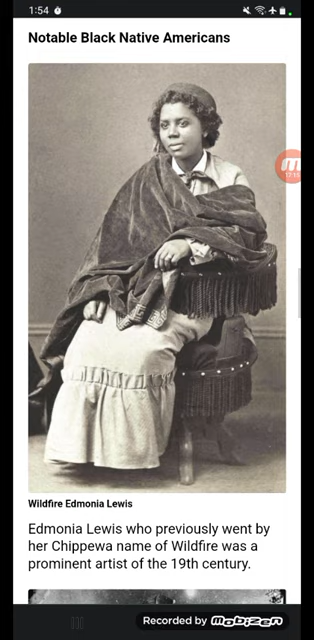 1:54
Notable Black Native Americans
Wildfire Edmonia Lewis
Edmonia Lewis who previously went by
her Chippewa name of Wildfire was a
prominent artist of the 19th century.
Recorded by Mobizen